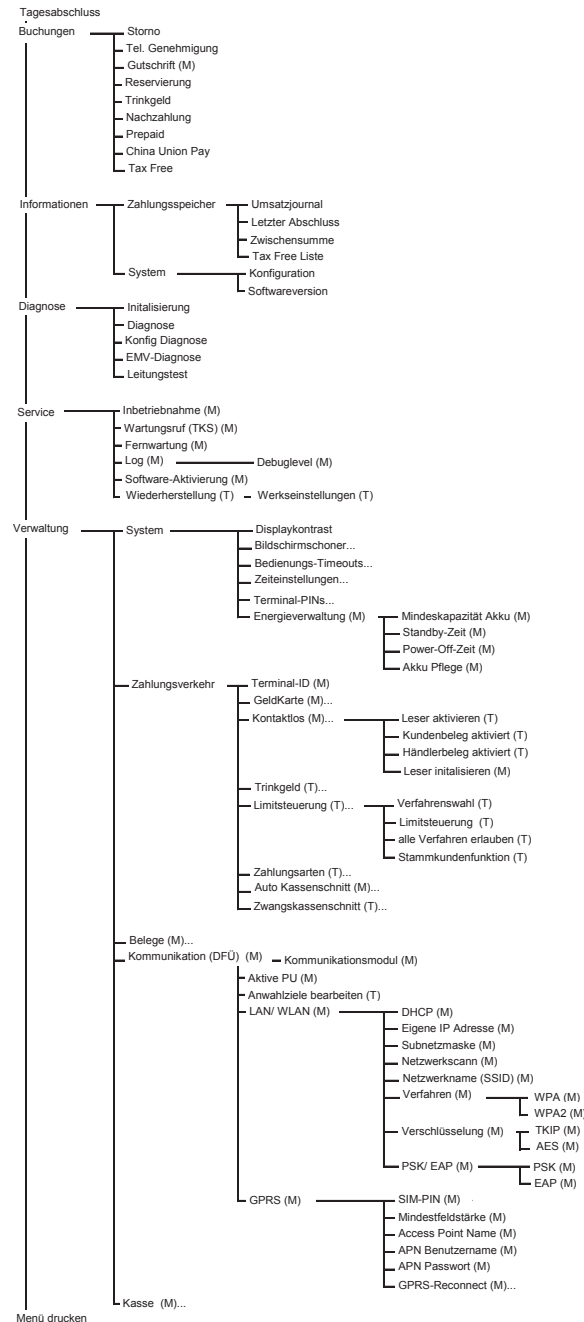 Tagesabschluss
Buchungen Storno
Tel. Genehmigung
Gutschrift (M)
Reservierung
Trinkgeld
Nachzahlung
Prepaid
China Union Pay
Tax Free
Informationen Zahlungsspeicher Umsatzjournal
Letzter Abschluss
Zwischensumme
Tax Free Liste
System Konfiguration
Softwareversion
Diagnose Initalisierung
Diagnose
Konfig Diagnose
EMV-Diagnose
Leitungstest
Service Inbetriebnahme (M)
Wartungsruf (TKS) (M)
Fernwartung (M)
Log (M) Debuglevel (M)
Software-Aktivierung (M)
Wiederherstellung (T) Werkseinstellungen (T)
Verwaltung System Displaykontrast
Bildschirmschoner...
Bedienungs-Timeouts...
Zeiteinstellungen...
Terminal-PINs...
Energieverwaltung (M) Mindeskapazität Akku (M)
Standby-Zeit (M)
Power-Off-Zeit (M)
Akku Pflege (M)
Zahlungsverkehr Terminal-ID (M)
GeldKarte (M)...
Kontaktlos (M)... Leser aktivieren (T)
Kundenbeleg aktiviert (T)
Händlerbeleg aktiviert (T)
Leser initalisieren (M)
Trinkgeld (T)...
Limitsteuerung (T)... Verfahrenswahl (T)
Limitsteuerung (T)
alle Verfahren erlauben (T)
Stammkundenfunktion (T)
Zahlungsarten (T)...
Auto Kassenschnitt (M)...
Zwangskassenschnitt (T)...
Belege (M)...
Kommunikation (DFÜ) (M) Kommunikationsmodul (M)
Aktive PU (M)
Anwahlziele bearbeiten (T)
LAN/ WLAN (M) DHCP (M)
Eigene IP Adresse (M)
Subnetzmaske (M)
Netzwerkscann (M)
Netzwerkname (SSID) (M)
Verfahren (M) WPA (M)
WPA2 (M)
Verschlüsselung (M) TKIP (M)
AES (M)
PSK/ EAP (M) PSK (M)
EAP (M)
GPRS (M) SIM-PIN (M)
Mindestfeldstärke (M)
Access Point Name (M)
APN Benutzername (M)
APN Passwort (M)
GPRS-Reconnect (M)...
Kasse (M)...
Menü drucken